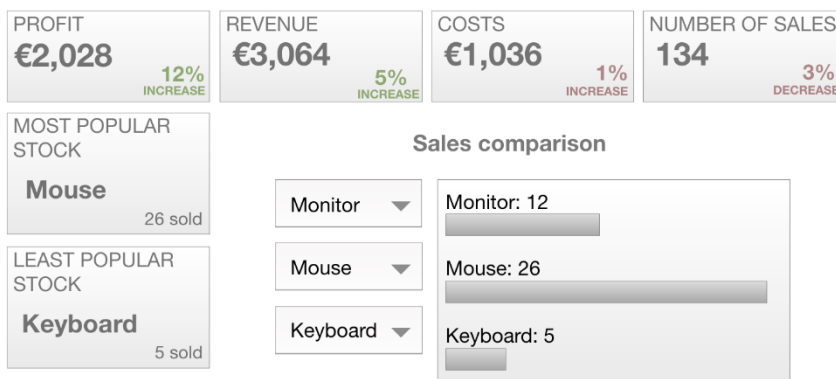 PROFIT
€2,028
12%
INCREASE
REVENUE
€3,064
5%
INCREASE
COSTS
€1,036
1%
INCREASE
NUMBER OF SALES
134
3%
DECREASE
MOST POPULAR
STOCK
Mouse
26 sold
LEAST POPULAR
STOCK
Keyboard
5 sold
Sales comparison
Monitor
Mouse
Keyboard
Monitor: 12
Mouse: 26
Keyboard: 5